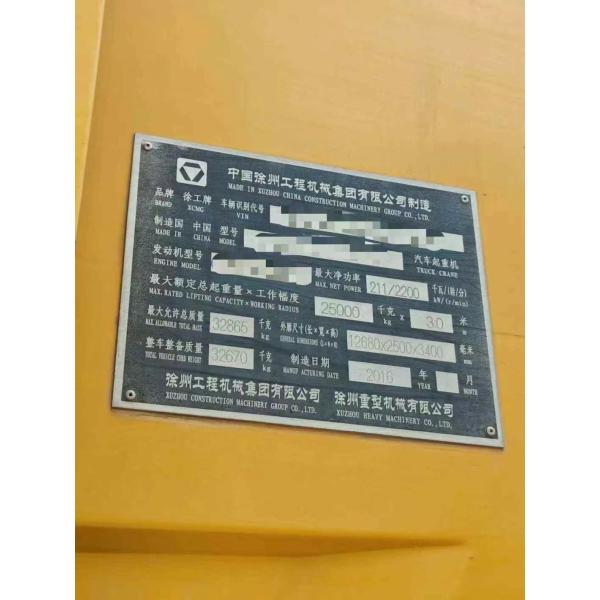 中国徐州工程机械集团有限公司制造
MADE IN XUZHOU CHINA CONSTRUCTION MACHINERY GROUP CO.,LTD.
品牌 徐工牌 车辆识别代号
BRAND XCMG VIN
制造国 中国 型号 汽车起重机
MADE IN CHINA MODEL TRUCK CRANE
发动机型号 最大净功率 211/2200 千瓦/(转/分)
ENGINE MODEL MAX. NET POWER kW/(r/min)
最大额定总起重量×工作幅度 25000 千克 x 3.0 米
MAX. RATED LIFTING CAPACITY×WORKING RADIUS kg m
最大允许总质量 32865 千克 外廓尺寸(长×宽×高) 12680x2500x3400 毫米
MAX. ALLOWABLE TOTAL MASS kg GENERAL DIMENSIONS (L×W×H) mm
整车整备质量 32670 千克 制造日期 2016 年 月
TOTAL VEHICLE CURB WEIGHT kg MANUFACTURING DATE YEAR MONTH
徐州工程机械集团有限公司 徐州重型机械有限公司
XUZHOU CONSTRUCTION MACHINERY GROUP CO.,LTD. XUZHOU HEAVY MACHINERY CO.,LTD.